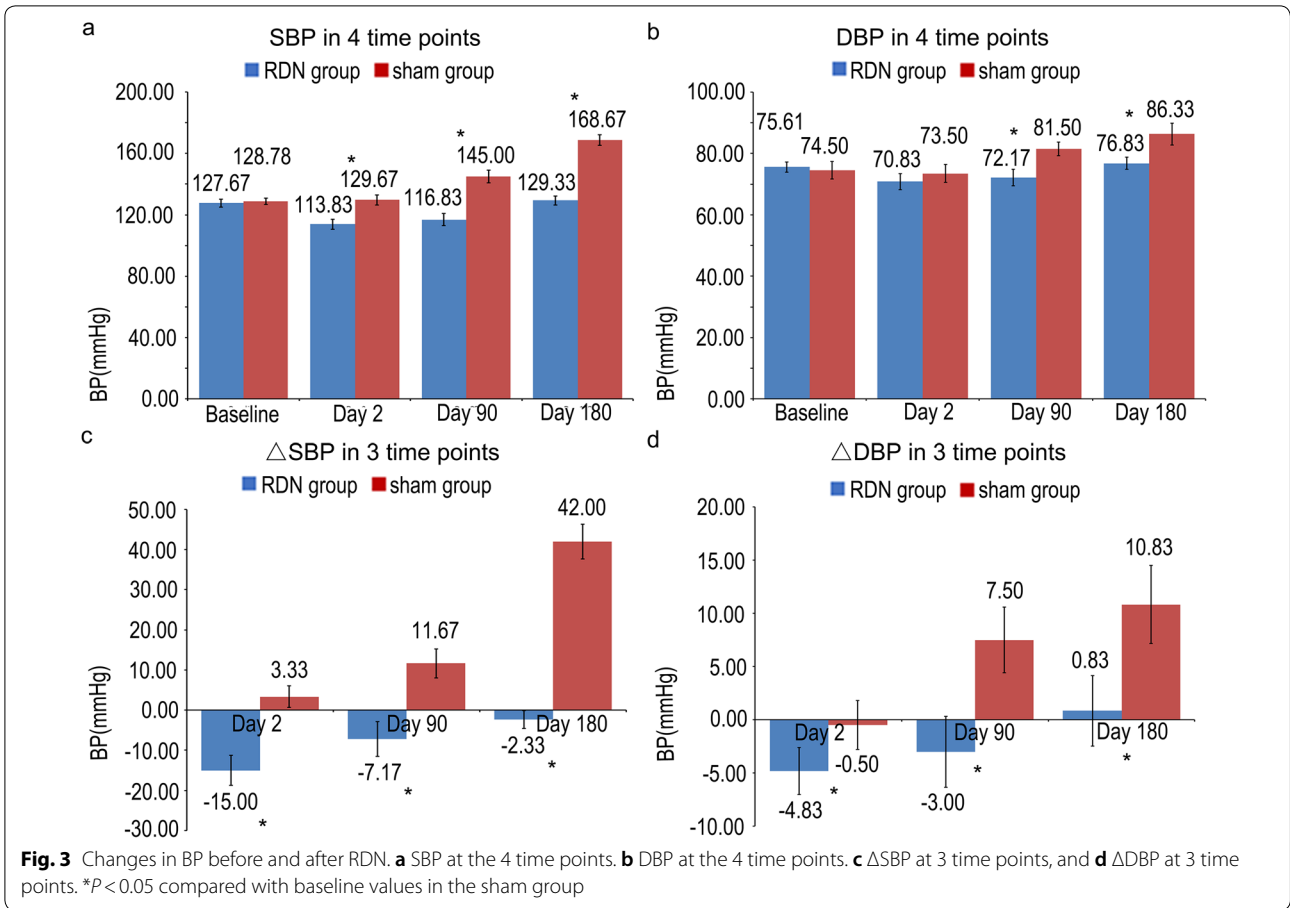 a
SBP in 4 time points
RDN group sham group
200.00
160.00
120.00
80.00
40.00
0.00
BP(mmHg)
127.67 128.78
* 113.83 129.67
* 116.83 145.00
* 129.33 168.67
Baseline Day 2 Day 90 Day 180
b
DBP in 4 time points
RDN group sham group
100.00
80.00
60.00
40.00
20.00
0.00
BP(mmHg)
75.61 74.50
70.83 73.50
* 72.17 81.50
* 76.83 86.33
Baseline Day 2 Day 90 Day 180
c
△SBP in 3 time points
RDN group sham group
50.00
40.00
30.00
20.00
10.00
0.00
-10.00
-20.00
-30.00
BP(mmHg)
3.33 11.67 42.00
Day 2 Day 90 Day 180
-15.00 * -7.17 * -2.33 *
d
△DBP in 3 time points
RDN group sham group
20.00
15.00
10.00
5.00
0.00
-5.00
-10.00
BP(mmHg)
7.50 0.83 10.83
Day 2 Day 90 Day 180
-4.83 * -0.50 -3.00 * *
Fig. 3 Changes in BP before and after RDN. a SBP at the 4 time points. b DBP at the 4 time points. c ΔSBP at 3 time points, and d ΔDBP at 3 time
points. *P < 0.05 compared with baseline values in the sham group